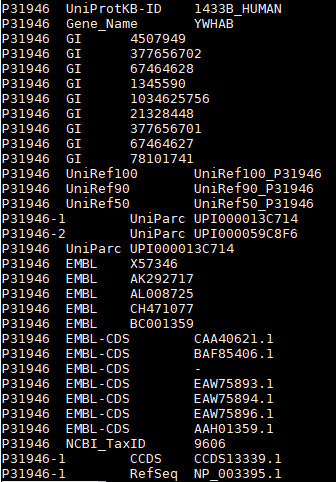 P31946 UniProtKB-ID 1433B_HUMAN
P31946 Gene_Name YWHAB
P31946 GI 4507949
P31946 GI 377656702
P31946 GI 67464628
P31946 GI 1345590
P31946 GI 1034625756
P31946 GI 21328448
P31946 GI 377656701
P31946 GI 67464627
P31946 GI 78101741
P31946 UniRef100 UniRef100_P31946
P31946 UniRef90 UniRef90_P31946
P31946 UniRef50 UniRef50_P31946
P31946-1 UniParc UPI000013C714
P31946-2 UniParc UPI000059C8F6
P31946 UniParc UPI000013C714
P31946 EMBL X57346
P31946 EMBL AK292717
P31946 EMBL AL008725
P31946 EMBL CH471077
P31946 EMBL BC001359
P31946 EMBL-CDS CAA40621.1
P31946 EMBL-CDS BAF85406.1
P31946 EMBL-CDS -
P31946 EMBL-CDS EAW75893.1
P31946 EMBL-CDS EAW75894.1
P31946 EMBL-CDS EAW75896.1
P31946 EMBL-CDS AAH01359.1
P31946 NCBI_TaxID 9606
P31946-1 CCDS CCDS13339.1
P31946-1 RefSeq NP_003395.1